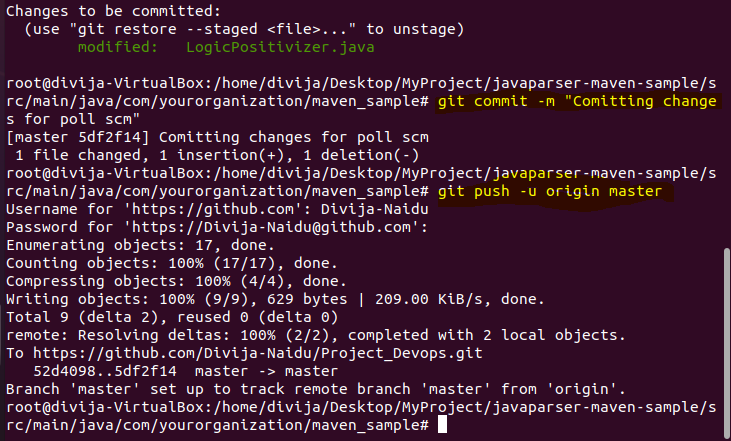 Changes to be committed:
  (use "git restore --staged <file>..." to unstage)
        modified:   LogicPositivizer.java

root@divija-VirtualBox:/home/divija/Desktop/MyProject/javaparser-maven-sample/s
rc/main/java/com/yourorganization/maven_sample# git commit -m "Comitting change
s for poll scm"
[master 5df2f14] Comitting changes for poll scm
 1 file changed, 1 insertion(+), 1 deletion(-)
root@divija-VirtualBox:/home/divija/Desktop/MyProject/javaparser-maven-sample/s
rc/main/java/com/yourorganization/maven_sample# git push -u origin master
Username for 'https://github.com': Divija-Naidu
Password for 'https://Divija-Naidu@github.com':
Enumerating objects: 17, done.
Counting objects: 100% (17/17), done.
Compressing objects: 100% (4/4), done.
Writing objects: 100% (9/9), 629 bytes | 209.00 KiB/s, done.
Total 9 (delta 2), reused 0 (delta 0)
remote: Resolving deltas: 100% (2/2), completed with 2 local objects.
To https://github.com/Divija-Naidu/Project_Devops.git
   52d4098..5df2f14  master -> master
Branch 'master' set up to track remote branch 'master' from 'origin'.
root@divija-VirtualBox:/home/divija/Desktop/MyProject/javaparser-maven-sample/s
rc/main/java/com/yourorganization/maven_sample#